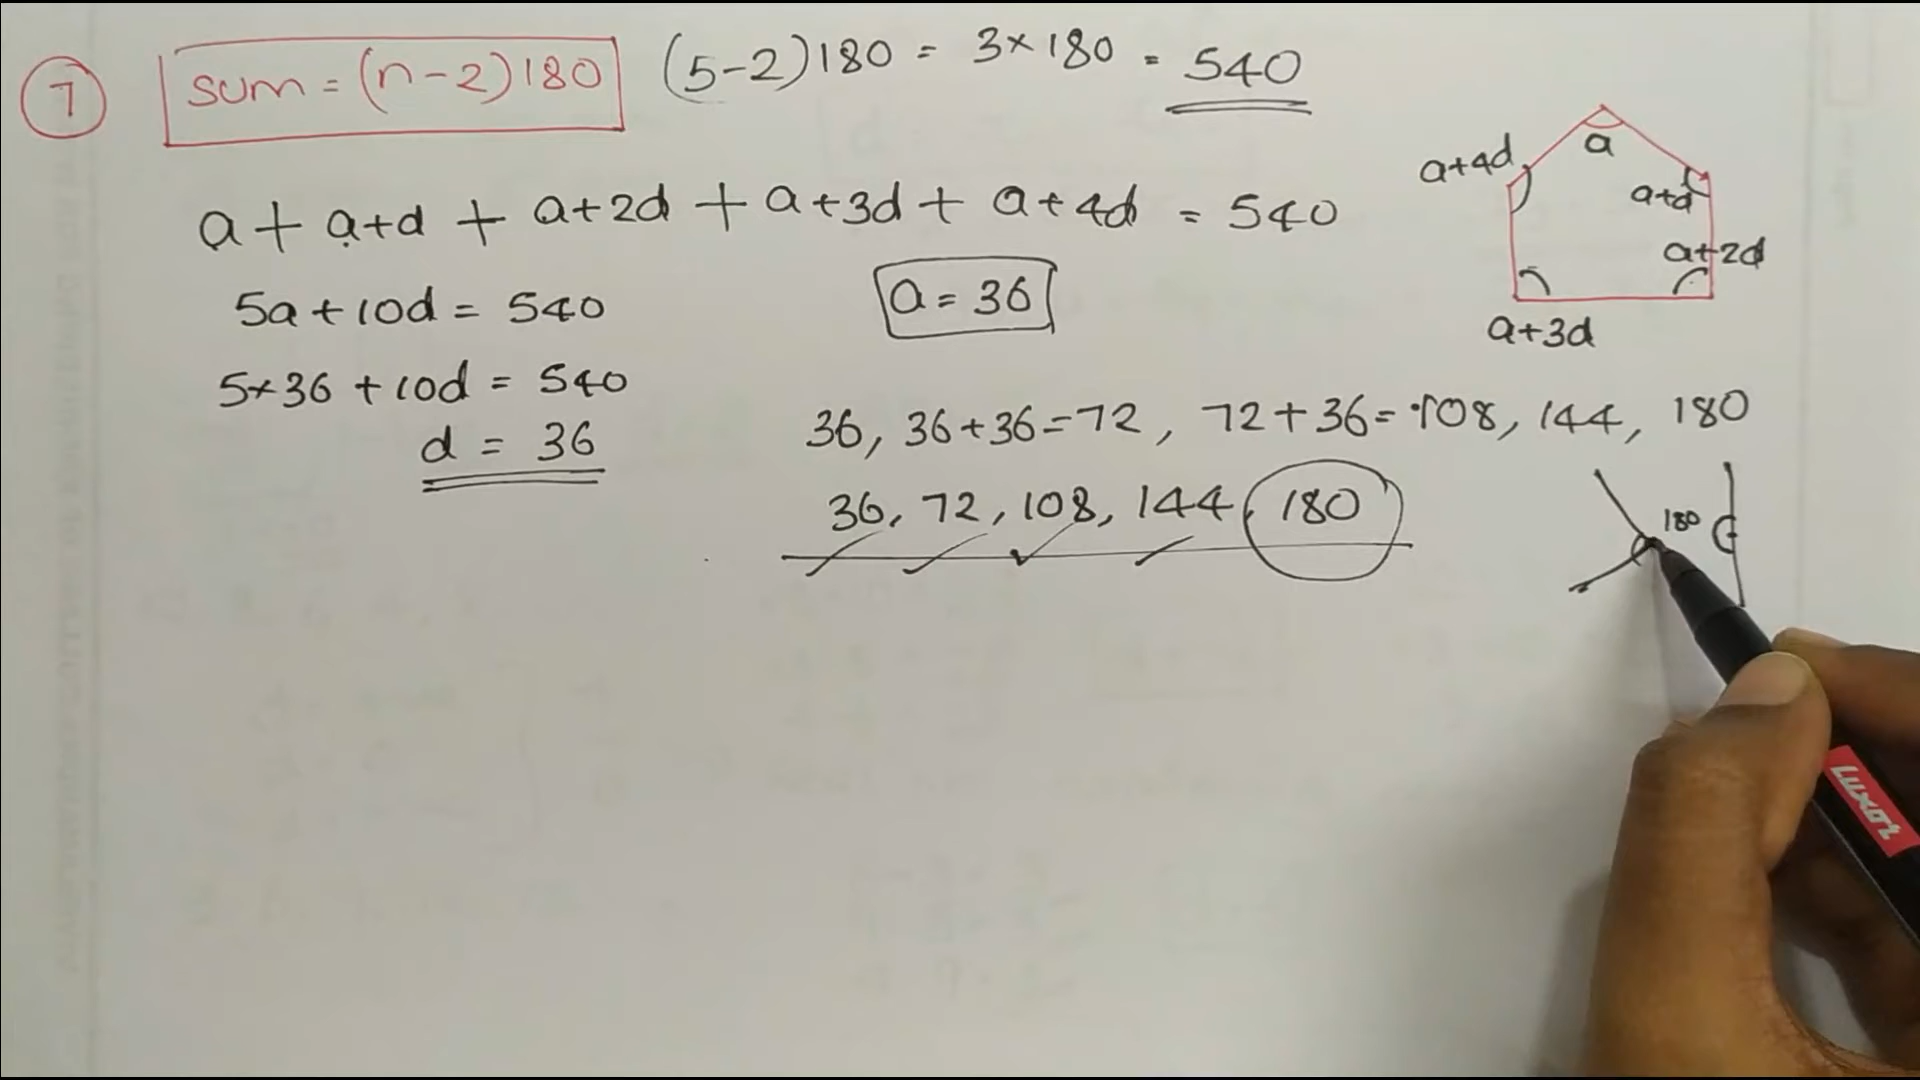 7
sum = (n-2)180
(5-2)180 = 3×180 = 540
a + a+d + a+2d + a+3d + a+4d = 540
5a+10d = 540
a = 36
5×36 + 10d = 540
d = 36
a
a+d
a+2d
a+3d
a+4d
36, 36+36=72, 72+36=108, 144, 180
36, 72, 108, 144, 180
180
Luxor